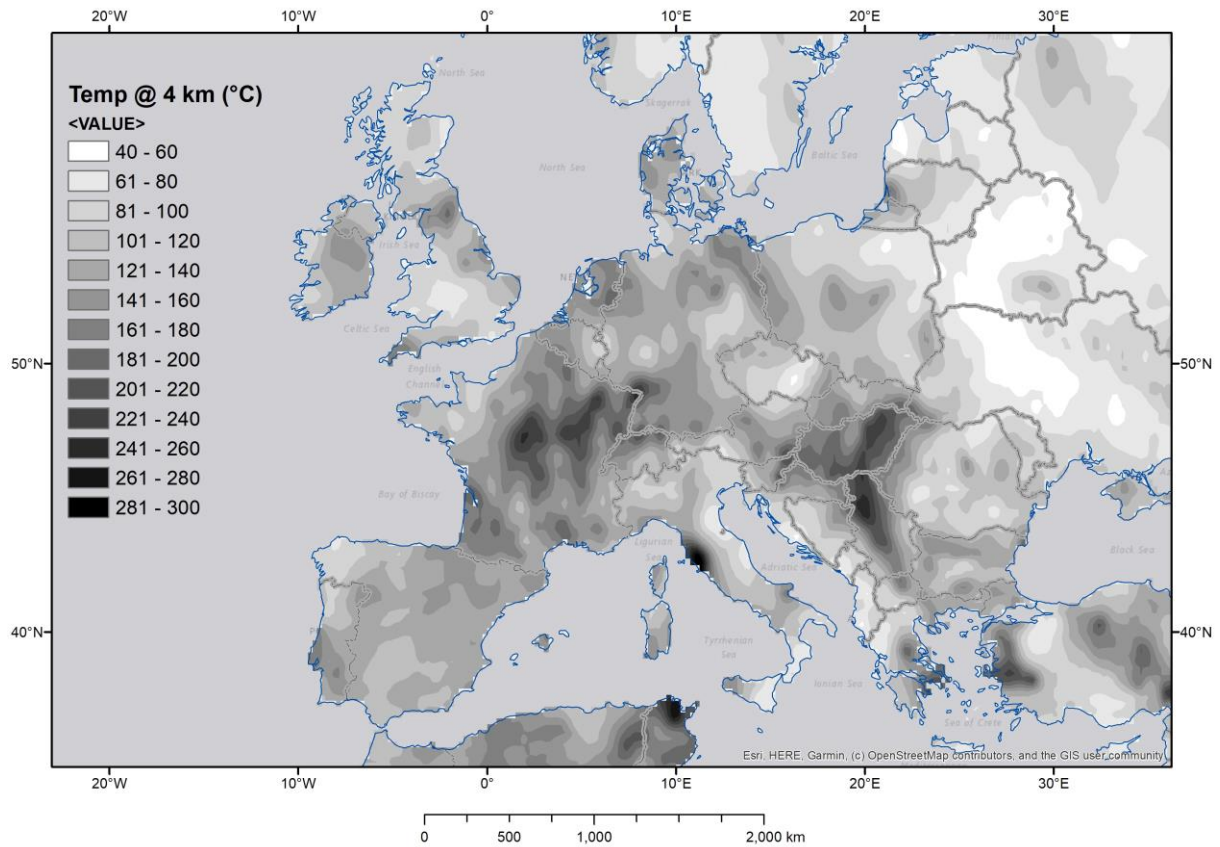 20°W 10°W 0° 10°E 20°E 30°E
North Sea
Temp @ 4 km (°C)
<VALUE>
40 - 60
61 - 80
81 - 100
101 - 120
121 - 140
141 - 160
161 - 180
181 - 200
201 - 220
221 - 240
241 - 260
261 - 280
281 - 300
Skagerrak
North Sea
Baltic Sea
Irish Sea
Celtic Sea
50°N 50°N
English
Channel
Bay of Biscay
Ligurian
Sea
Adriatic Sea
Black Sea
40°N 40°N
Tyrrhenian
Sea
Ionian Sea
Sea of Crete
Esri, HERE, Garmin, (c) OpenStreetMap contributors, and the GIS user community
20°W 10°W 0° 10°E 20°E 30°E
0 500 1,000 2,000 km